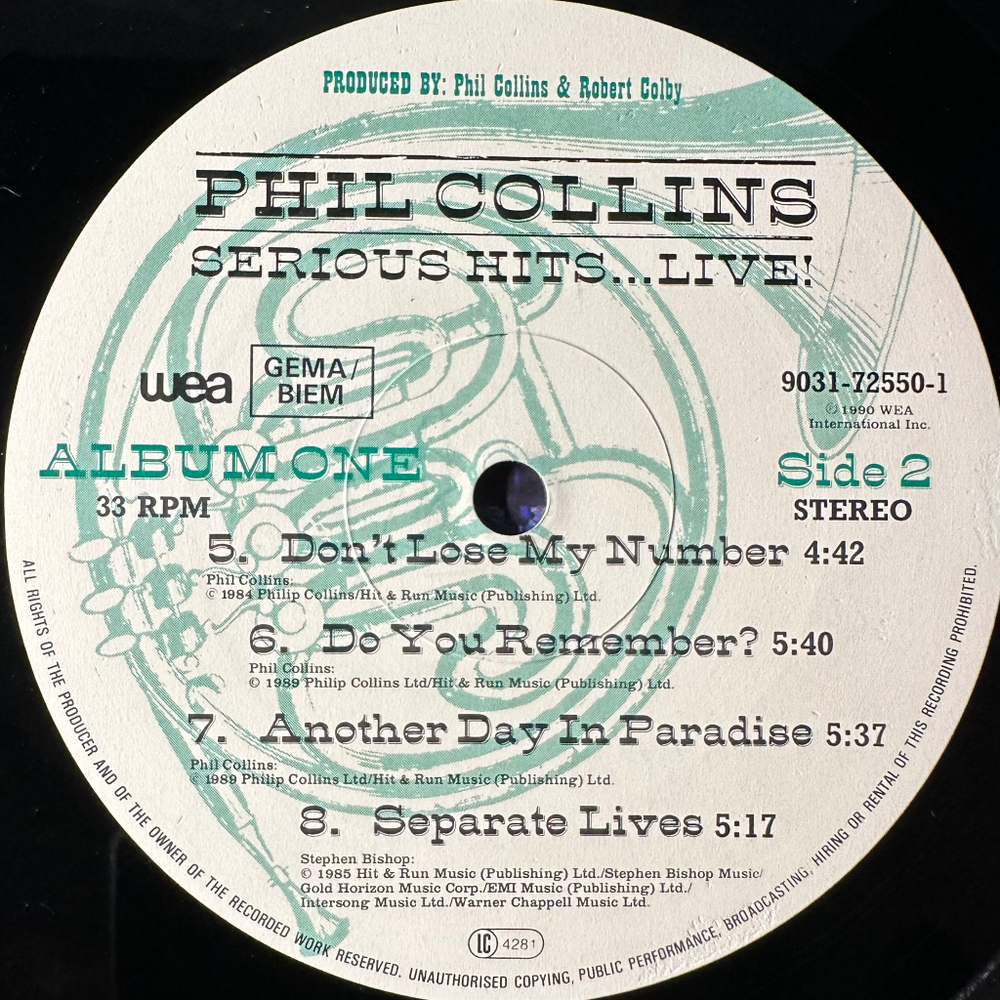 PRODUCED BY: Phil Collins & Robert Colby
PHIL COLLINS
SERIOUS HITS...LIVE!
wea
GEMA/
BIEM
9031-72550-1
℗ 1990 WEA
International Inc.
ALBUM ONE
33 RPM
Side 2
STEREO
5. Don't Lose My Number 4:42
Phil Collins:
© 1984 Philip Collins/Hit & Run Music (Publishing) Ltd.
6. Do You Remember? 5:40
Phil Collins:
© 1989 Philip Collins Ltd/Hit & Run Music (Publishing) Ltd.
7. Another Day In Paradise 5:37
Phil Collins:
© 1989 Philip Collins Ltd/Hit & Run Music (Publishing) Ltd.
8. Separate Lives 5:17
Stephen Bishop:
© 1985 Hit & Run Music (Publishing) Ltd./Stephen Bishop Music/
Gold Horizon Music Corp./EMI Music (Publishing) Ltd./
Intersong Music Ltd./Warner Chappell Music Ltd.
LC 4281
ALL RIGHTS OF THE PRODUCER AND OF THE OWNER OF THE RECORDED WORK RESERVED. UNAUTHORISED COPYING, PUBLIC PERFORMANCE, BROADCASTING, HIRING OR RENTAL OF THIS RECORDING PROHIBITED.